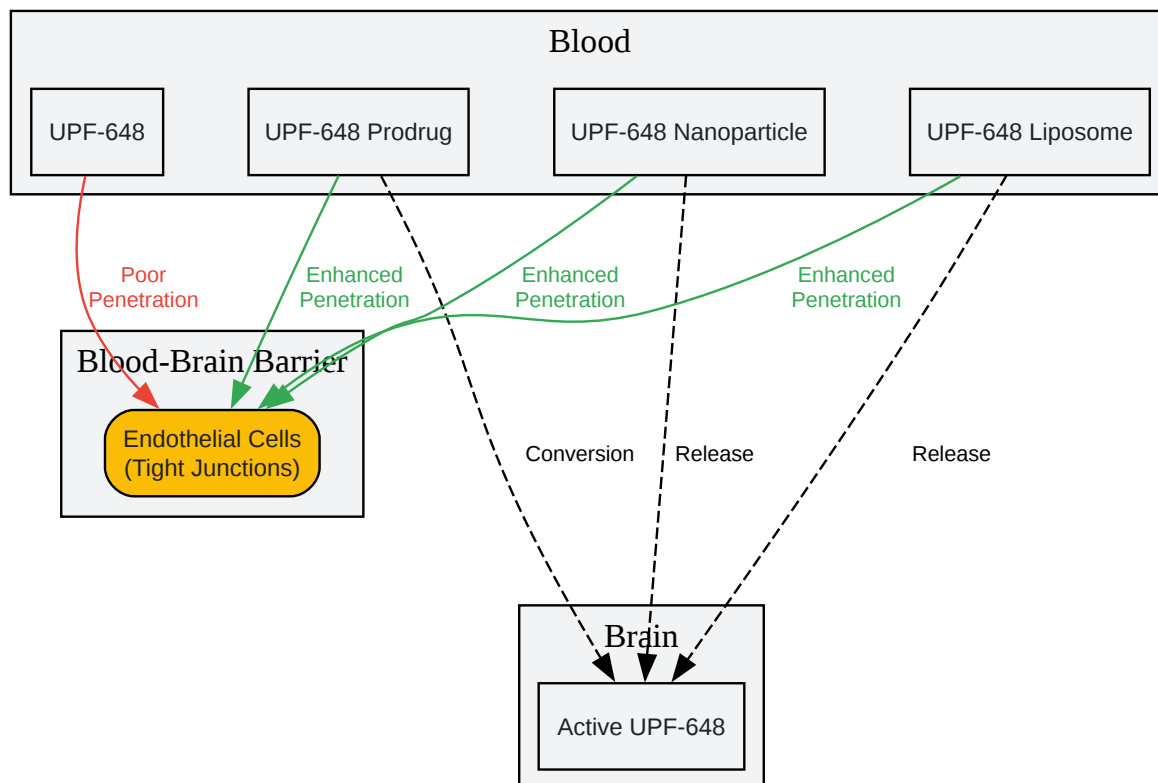 Blood
UPF-648
UPF-648 Prodrug
UPF-648 Nanoparticle
UPF-648 Liposome
Poor
Penetration
Enhanced
Penetration
Enhanced
Penetration
Enhanced
Penetration
Blood-Brain Barrier
Endothelial Cells
(Tight Junctions)
Conversion
Release
Release
Brain
Active UPF-648